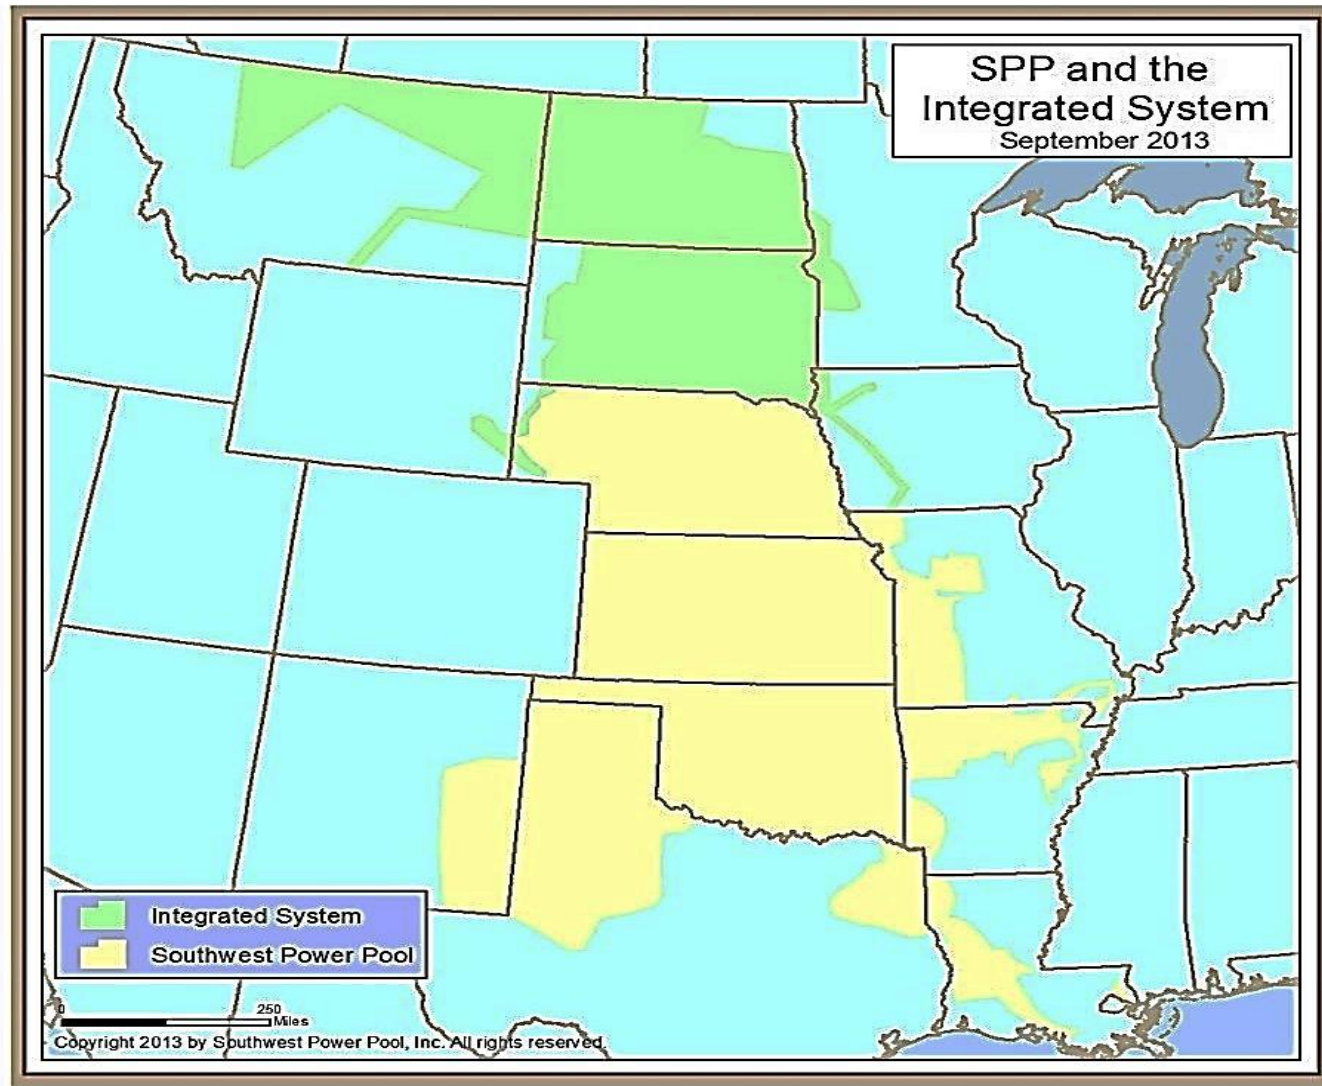 SPP and the
Integrated System
September 2013
Integrated System
Southwest Power Pool
0 250
Miles
Copyright 2013 by Southwest Power Pool, Inc. All rights reserved.